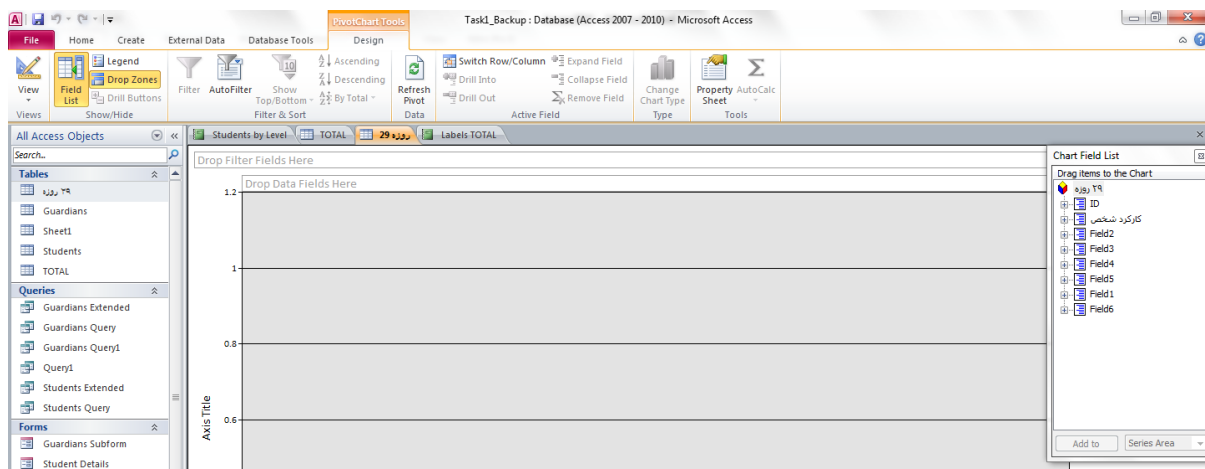 PivotChart Tools
Task1_Backup : Database (Access 2007 - 2010) - Microsoft Access
File Home Create External Data Database Tools Design
View
Views
Field List
Legend
Drop Zones
Drill Buttons
Show/Hide
Filter
AutoFilter
Show Top/Bottom
Ascending
Descending
By Total
Filter & Sort
Refresh Pivot
Data
Switch Row/Column
Drill Into
Drill Out
Expand Field
Collapse Field
Remove Field
Active Field
Change Chart Type
Type
Property Sheet
AutoCalc
Tools
All Access Objects
Search...
Tables
۲۹ روزه
Guardians
Sheet1
Students
TOTAL
Queries
Guardians Extended
Guardians Query
Guardians Query1
Query1
Students Extended
Students Query
Forms
Guardians Subform
Student Details
Students by Level
TOTAL
روزه 29
Labels TOTAL
Drop Filter Fields Here
Drop Data Fields Here
1.2
1
0.8
0.6
Axis Title
Chart Field List
Drag items to the Chart
۲۹ روزه
ID
کارکرد شخص
Field2
Field3
Field4
Field5
Field1
Field6
Add to
Series Area